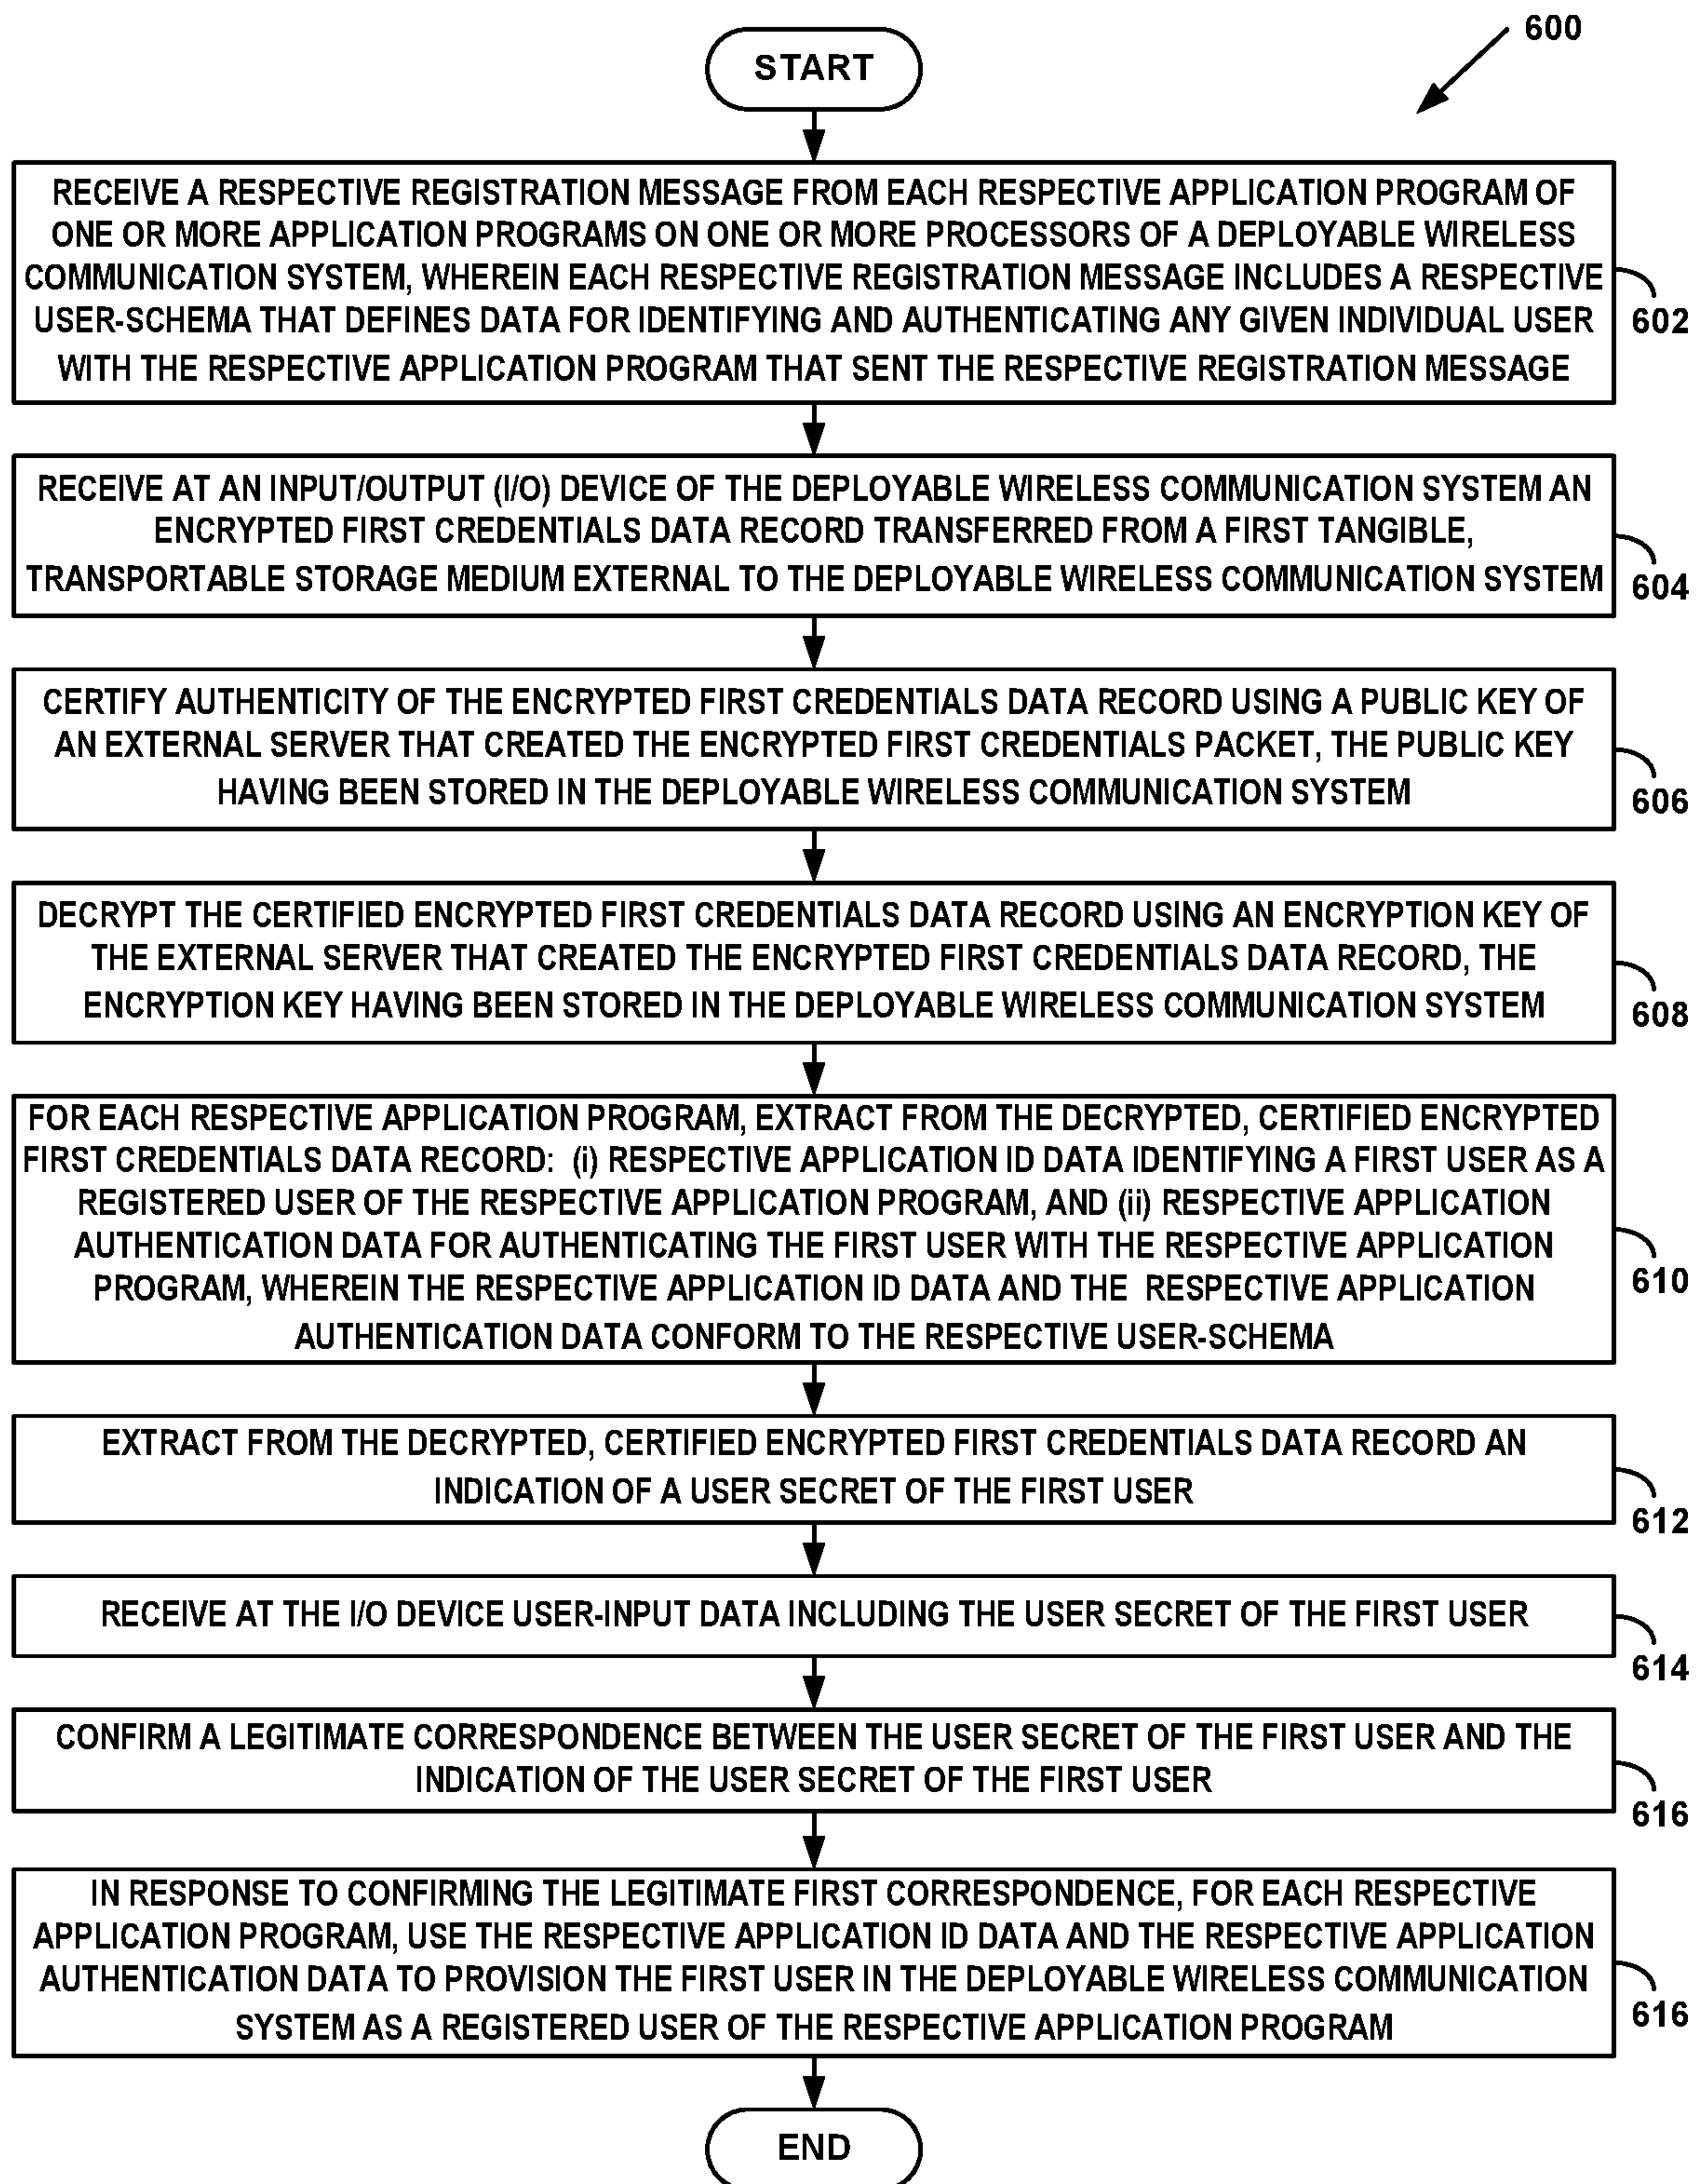 600
START
RECEIVE A RESPECTIVE REGISTRATION MESSAGE FROM EACH RESPECTIVE APPLICATION PROGRAM OF
ONE OR MORE APPLICATION PROGRAMS ON ONE OR MORE PROCESSORS OF A DEPLOYABLE WIRELESS
COMMUNICATION SYSTEM, WHEREIN EACH RESPECTIVE REGISTRATION MESSAGE INCLUDES A RESPECTIVE
USER-SCHEMA THAT DEFINES DATA FOR IDENTIFYING AND AUTHENTICATING ANY GIVEN INDIVIDUAL USER
WITH THE RESPECTIVE APPLICATION PROGRAM THAT SENT THE RESPECTIVE REGISTRATION MESSAGE
602
RECEIVE AT AN INPUT/OUTPUT (I/O) DEVICE OF THE DEPLOYABLE WIRELESS COMMUNICATION SYSTEM AN
ENCRYPTED FIRST CREDENTIALS DATA RECORD TRANSFERRED FROM A FIRST TANGIBLE,
TRANSPORTABLE STORAGE MEDIUM EXTERNAL TO THE DEPLOYABLE WIRELESS COMMUNICATION SYSTEM
604
CERTIFY AUTHENTICITY OF THE ENCRYPTED FIRST CREDENTIALS DATA RECORD USING A PUBLIC KEY OF
AN EXTERNAL SERVER THAT CREATED THE ENCRYPTED FIRST CREDENTIALS PACKET, THE PUBLIC KEY
HAVING BEEN STORED IN THE DEPLOYABLE WIRELESS COMMUNICATION SYSTEM
606
DECRYPT THE CERTIFIED ENCRYPTED FIRST CREDENTIALS DATA RECORD USING AN ENCRYPTION KEY OF
THE EXTERNAL SERVER THAT CREATED THE ENCRYPTED FIRST CREDENTIALS DATA RECORD, THE
ENCRYPTION KEY HAVING BEEN STORED IN THE DEPLOYABLE WIRELESS COMMUNICATION SYSTEM
608
FOR EACH RESPECTIVE APPLICATION PROGRAM, EXTRACT FROM THE DECRYPTED, CERTIFIED ENCRYPTED
FIRST CREDENTIALS DATA RECORD: (i) RESPECTIVE APPLICATION ID DATA IDENTIFYING A FIRST USER AS A
REGISTERED USER OF THE RESPECTIVE APPLICATION PROGRAM, AND (ii) RESPECTIVE APPLICATION
AUTHENTICATION DATA FOR AUTHENTICATING THE FIRST USER WITH THE RESPECTIVE APPLICATION
PROGRAM, WHEREIN THE RESPECTIVE APPLICATION ID DATA AND THE RESPECTIVE APPLICATION
AUTHENTICATION DATA CONFORM TO THE RESPECTIVE USER-SCHEMA
610
EXTRACT FROM THE DECRYPTED, CERTIFIED ENCRYPTED FIRST CREDENTIALS DATA RECORD AN
INDICATION OF A USER SECRET OF THE FIRST USER
612
RECEIVE AT THE I/O DEVICE USER-INPUT DATA INCLUDING THE USER SECRET OF THE FIRST USER
614
CONFIRM A LEGITIMATE CORRESPONDENCE BETWEEN THE USER SECRET OF THE FIRST USER AND THE
INDICATION OF THE USER SECRET OF THE FIRST USER
616
IN RESPONSE TO CONFIRMING THE LEGITIMATE FIRST CORRESPONDENCE, FOR EACH RESPECTIVE
APPLICATION PROGRAM, USE THE RESPECTIVE APPLICATION ID DATA AND THE RESPECTIVE APPLICATION
AUTHENTICATION DATA TO PROVISION THE FIRST USER IN THE DEPLOYABLE WIRELESS COMMUNICATION
SYSTEM AS A REGISTERED USER OF THE RESPECTIVE APPLICATION PROGRAM
616
END